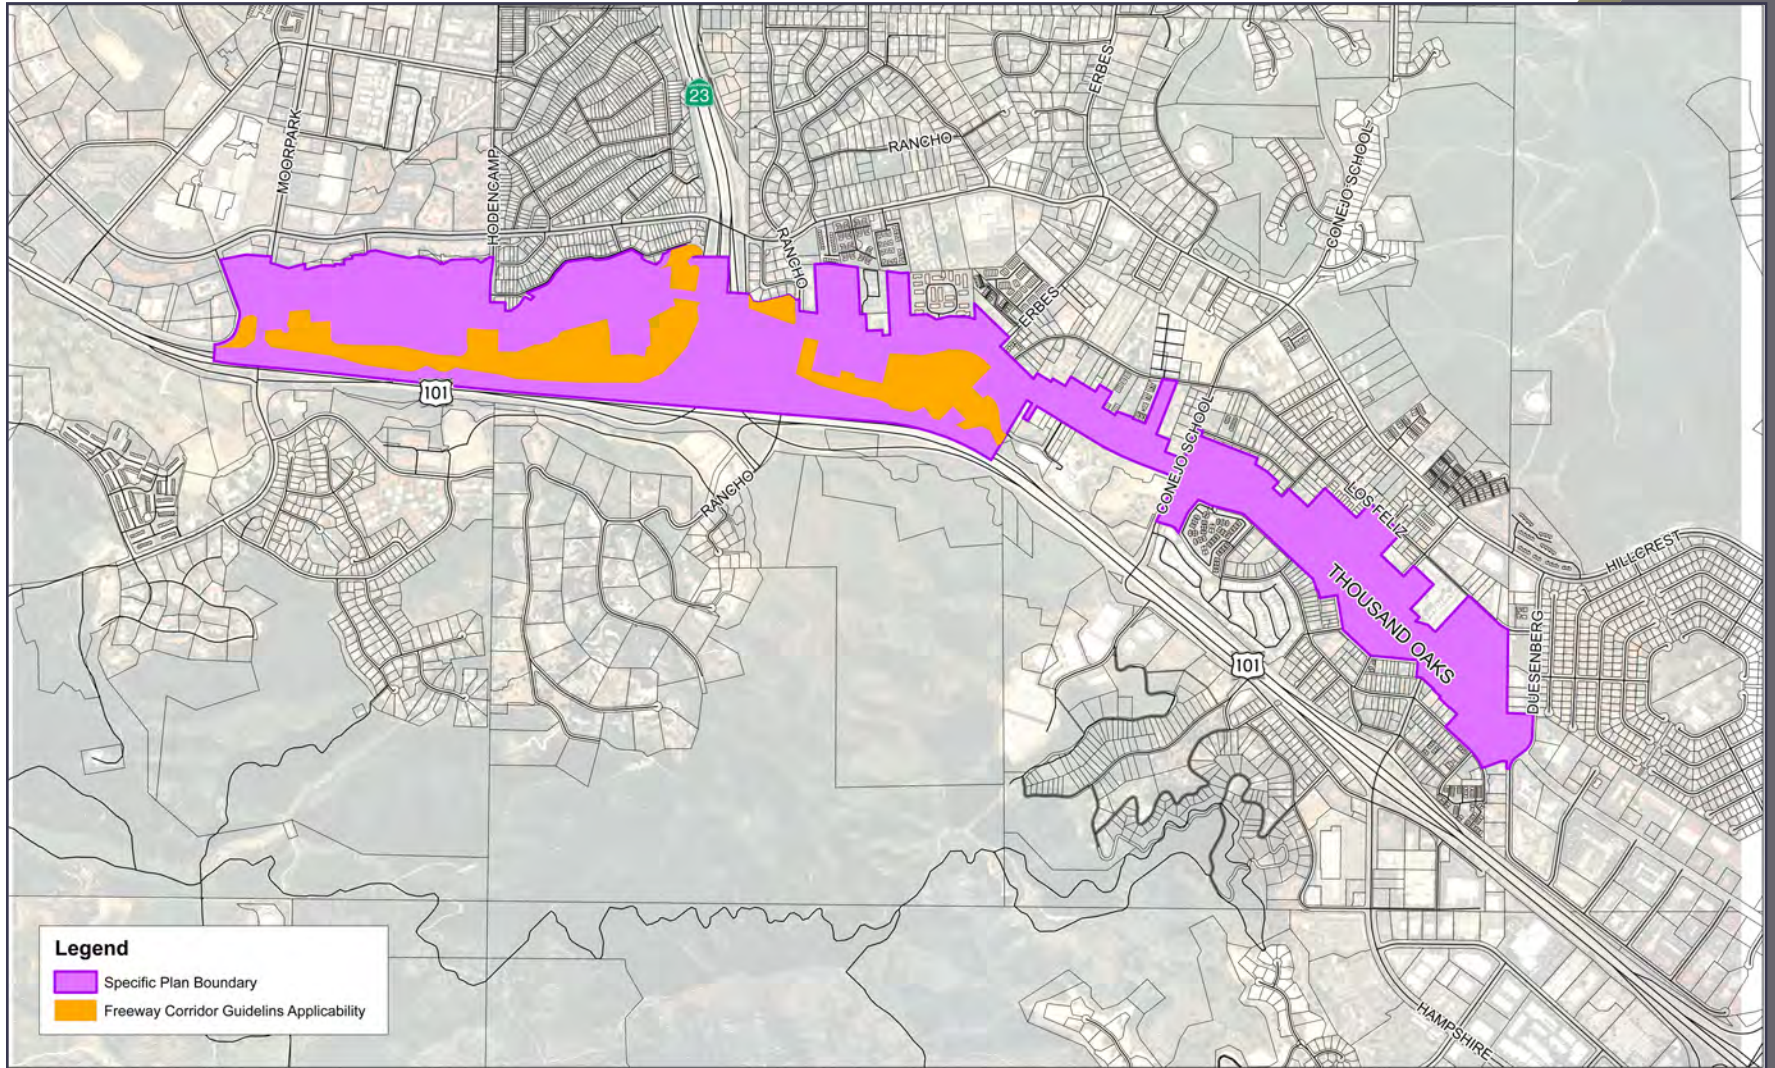 23
ERBES
MOORPARK
RANCHO
HODENCAMP
CONEJO SCHOOL
RANCHO
ERBES
101
CONEJO SCHOOL
RANCHO
LOS FELIZ
HILLCREST
THOUSAND OAKS
DUESENBERG
101
Legend
Specific Plan Boundary
Freeway Corridor Guidelins Applicability
HAMPSHIRE